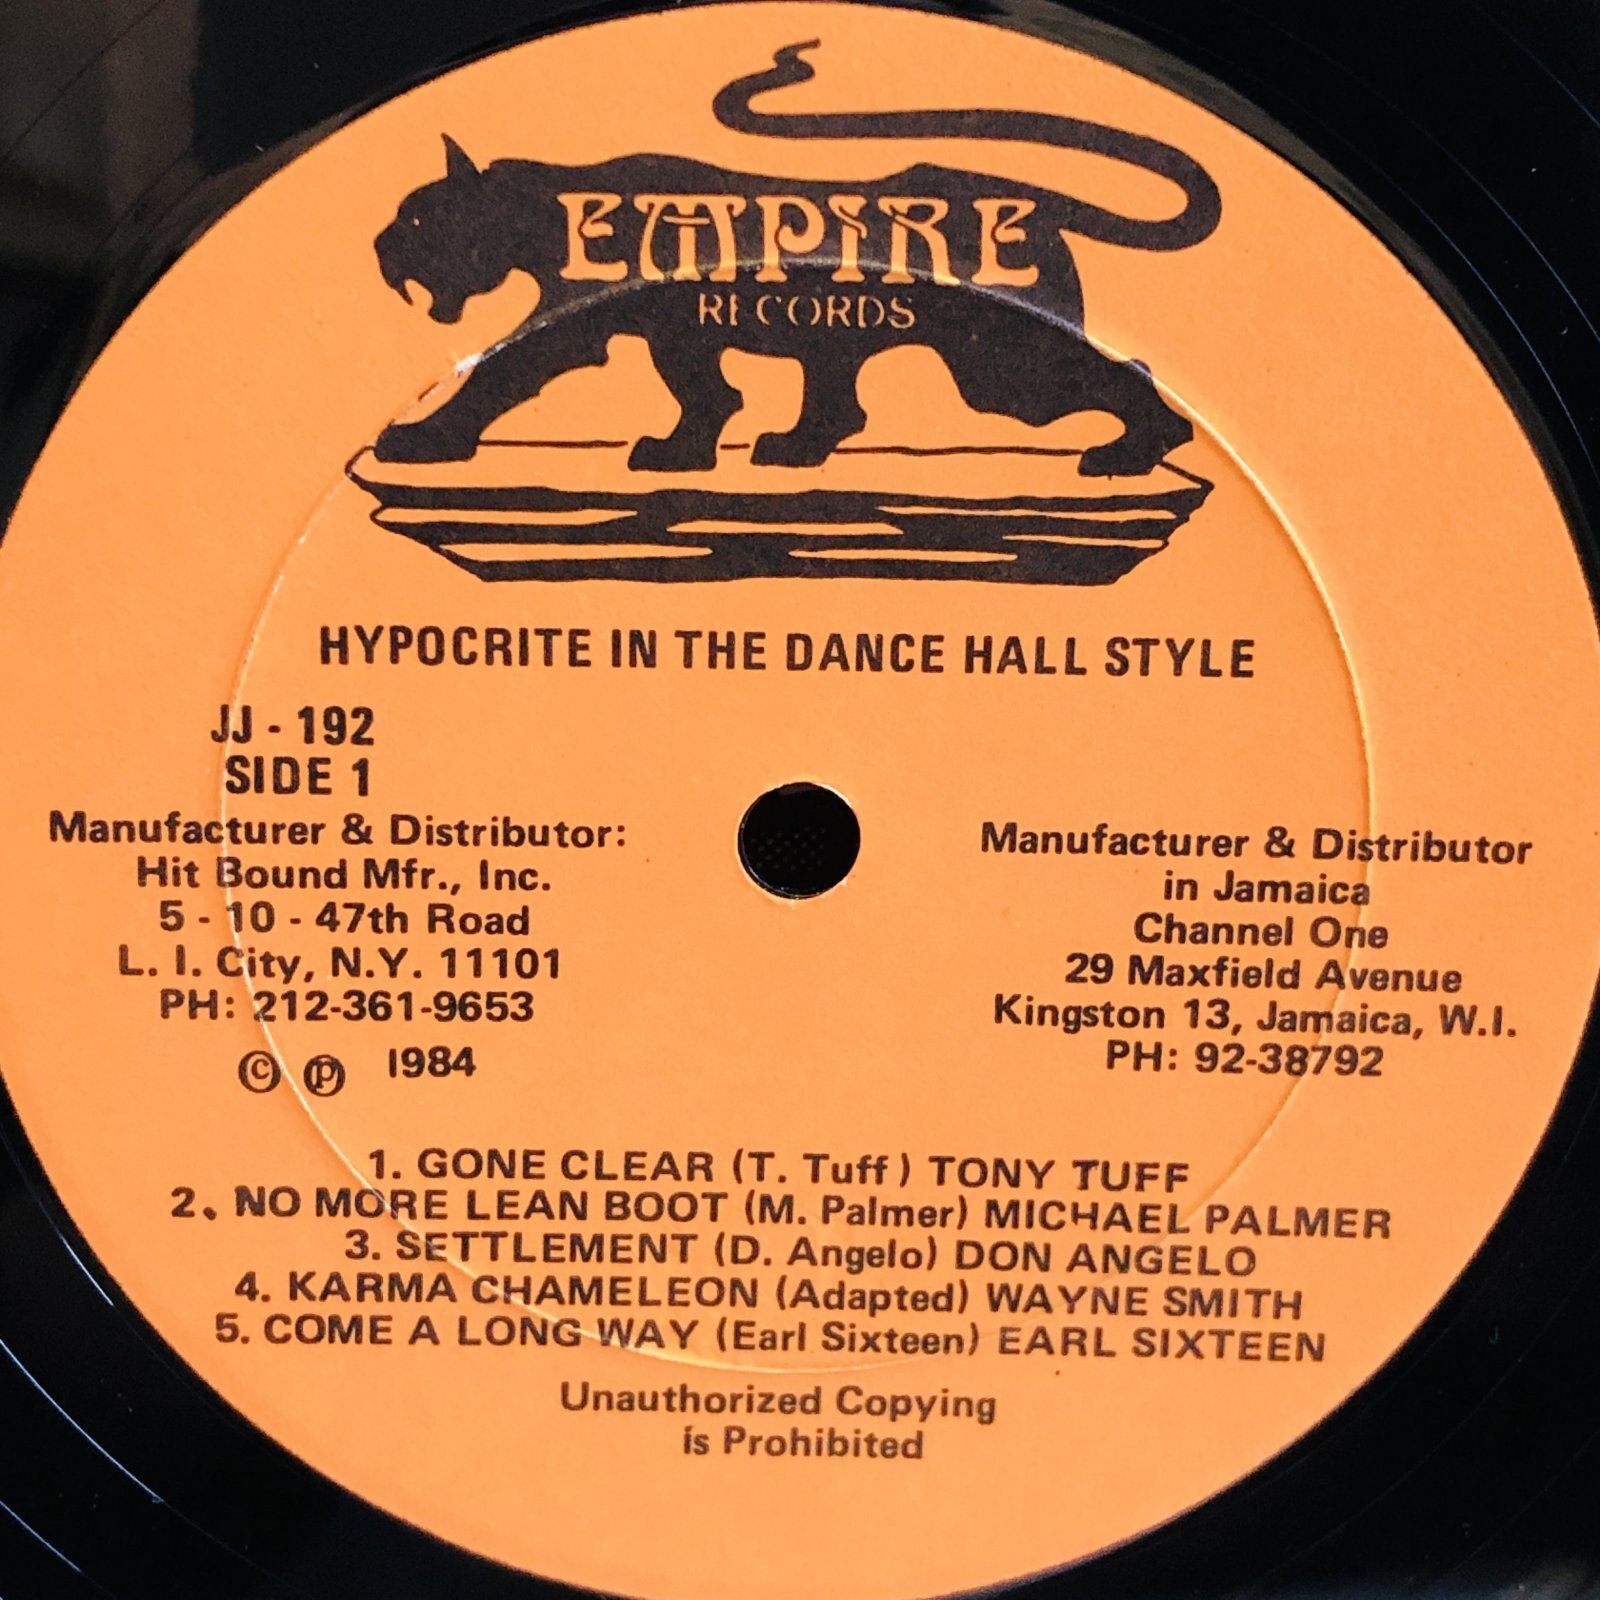 EMPIRE
RECORDS
HYPOCRITE IN THE DANCE HALL STYLE
JJ - 192
SIDE 1
Manufacturer & Distributor:
Hit Bound Mfr., Inc.
5 - 10 - 47th Road
L. I. City, N.Y. 11101
PH: 212-361-9653
© ℗ 1984
Manufacturer & Distributor
in Jamaica
Channel One
29 Maxfield Avenue
Kingston 13, Jamaica, W.I.
PH: 92-38792
1. GONE CLEAR (T. Tuff) TONY TUFF
2. NO MORE LEAN BOOT (M. Palmer) MICHAEL PALMER
3. SETTLEMENT (D. Angelo) DON ANGELO
4. KARMA CHAMELEON (Adapted) WAYNE SMITH
5. COME A LONG WAY (Earl Sixteen) EARL SIXTEEN
Unauthorized Copying
is Prohibited